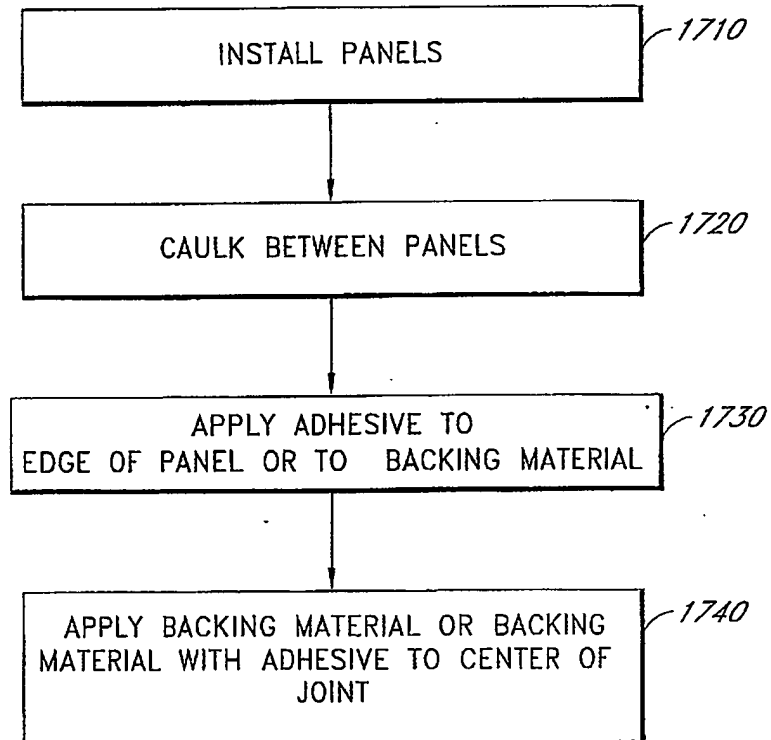 INSTALL PANELS
1710
CAULK BETWEEN PANELS
1720
APPLY ADHESIVE TO
EDGE OF PANEL OR TO BACKING MATERIAL
1730
APPLY BACKING MATERIAL OR BACKING
MATERIAL WITH ADHESIVE TO CENTER OF
JOINT
1740